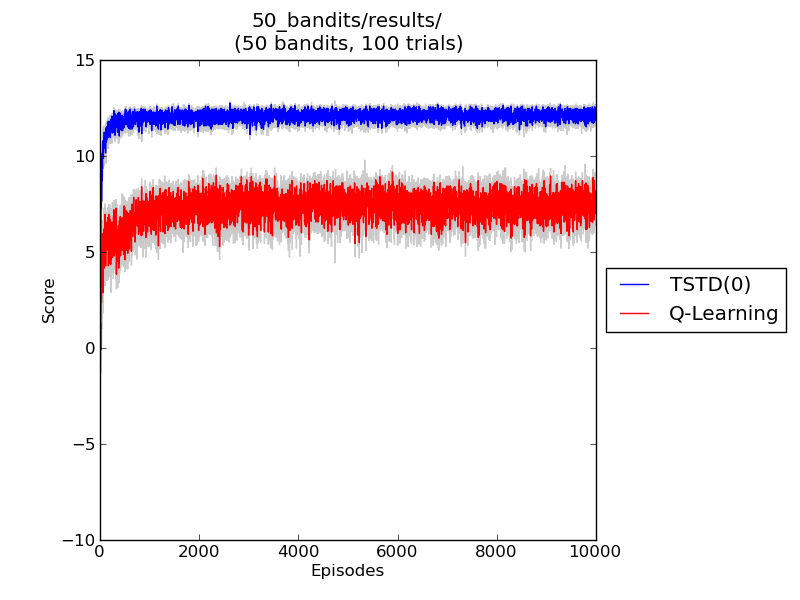 50_bandits/results/
(50 bandits, 100 trials)
15
10
5
0
−5
−10
Score
0 2000 4000 6000 8000 10000
Episodes
TSTD(0)
Q-Learning